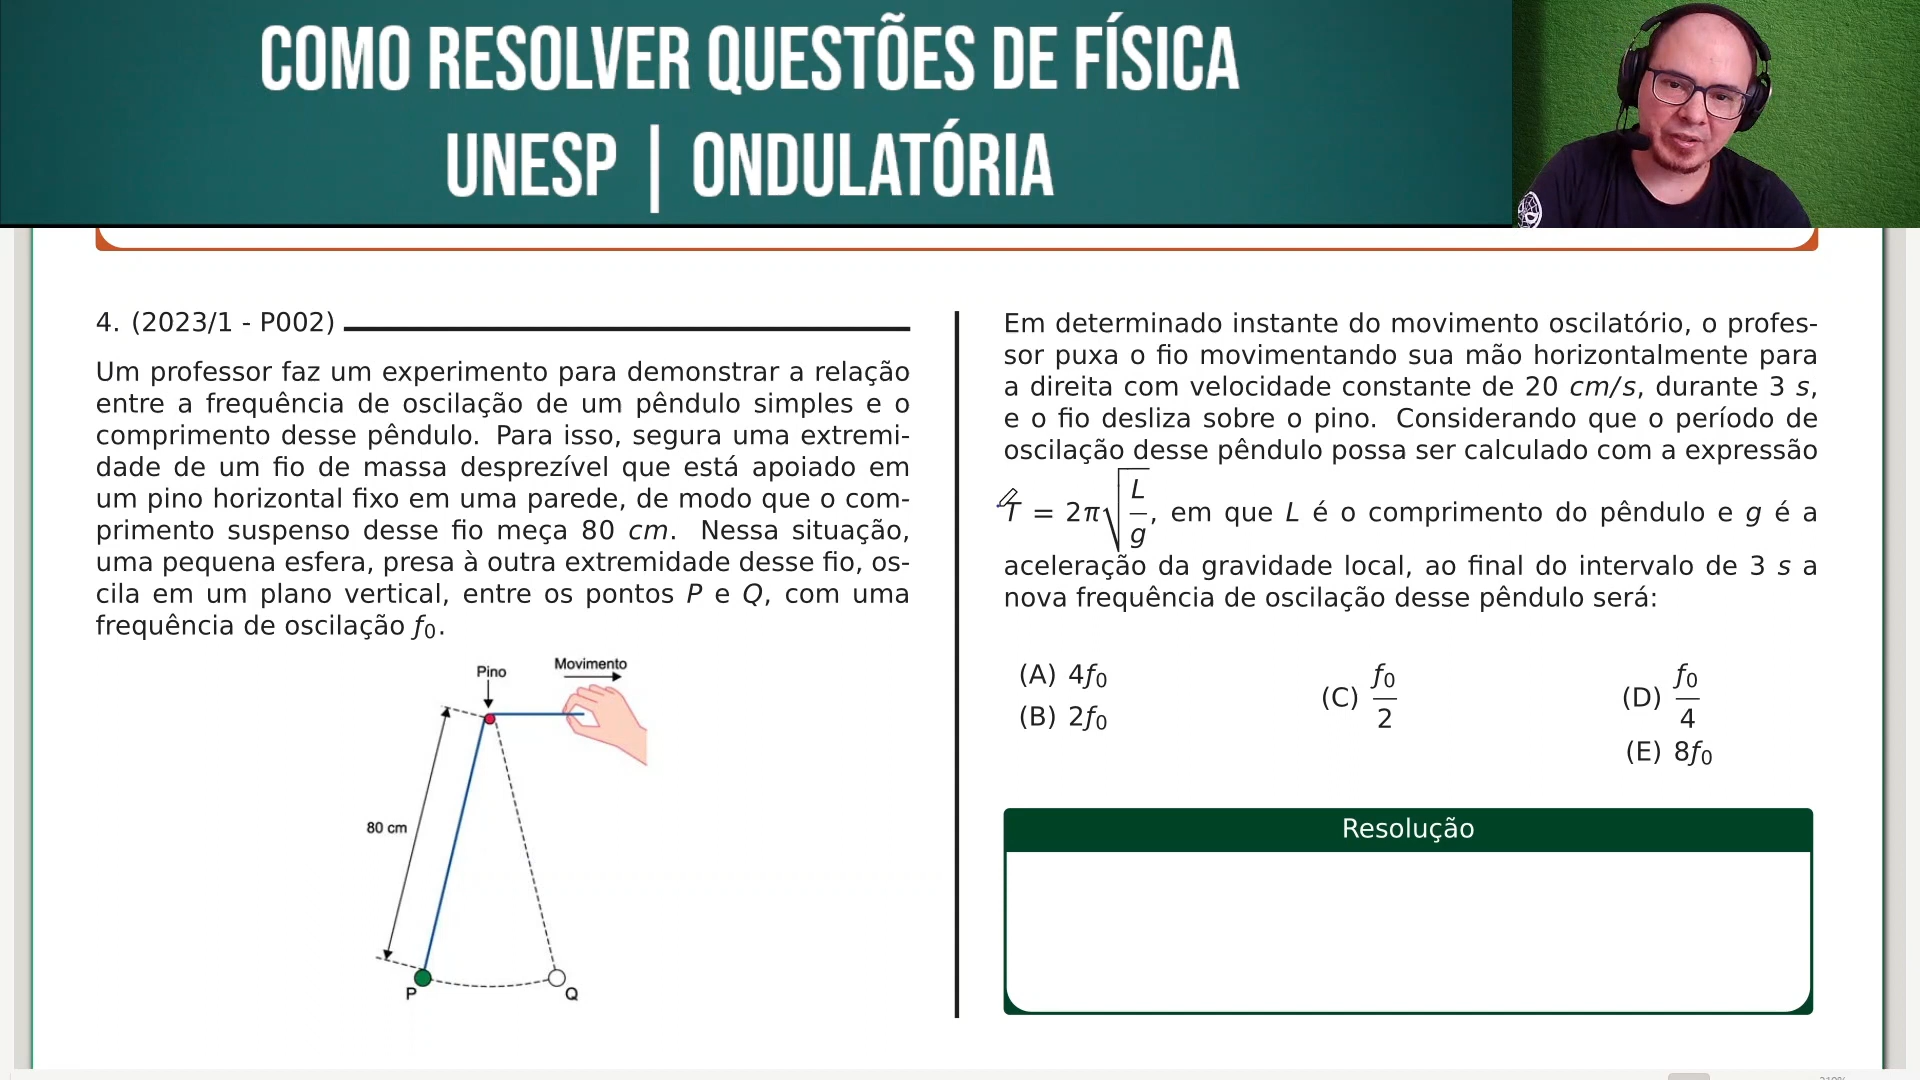 COMO RESOLVER QUESTÕES DE FÍSICA
UNESP | ONDULATÓRIA
4. (2023/1 - P002)
Um professor faz um experimento para demonstrar a relação
entre a frequência de oscilação de um pêndulo simples e o
comprimento desse pêndulo. Para isso, segura uma extremi-
dade de um fio de massa desprezível que está apoiado em
um pino horizontal fixo em uma parede, de modo que o com-
primento suspenso desse fio meça 80 cm. Nessa situação,
uma pequena esfera, presa à outra extremidade desse fio, os-
cila em um plano vertical, entre os pontos P e Q, com uma
frequência de oscilação f₀.
Pino
Movimento
80 cm
P
Q
Em determinado instante do movimento oscilatório, o profes-
sor puxa o fio movimentando sua mão horizontalmente para
a direita com velocidade constante de 20 cm/s, durante 3 s,
e o fio desliza sobre o pino. Considerando que o período de
oscilação desse pêndulo possa ser calculado com a expressão
T = 2π√(L/g), em que L é o comprimento do pêndulo e g é a
aceleração da gravidade local, ao final do intervalo de 3 s a
nova frequência de oscilação desse pêndulo será:
(A) 4f₀
(B) 2f₀
(C) f₀/2
(D) f₀/4
(E) 8f₀
Resolução